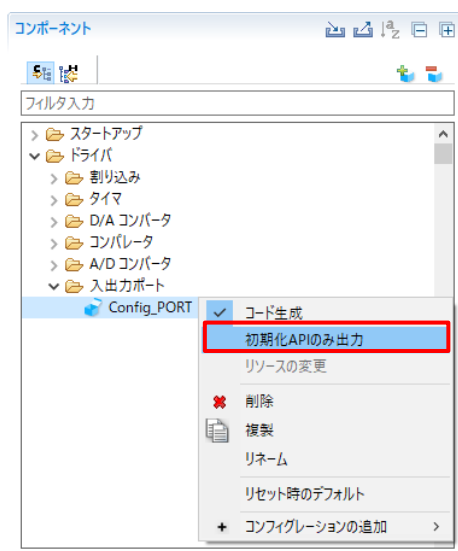 コンポーネント
フィルタ入力
スタートアップ
ドライバ
割り込み
タイマ
D/A コンバータ
コンパレータ
A/D コンバータ
入出力ポート
Config_PORT
コード生成
初期化APIのみ出力
リソースの変更
削除
複製
リネーム
リセット時のデフォルト
コンフィグレーションの追加